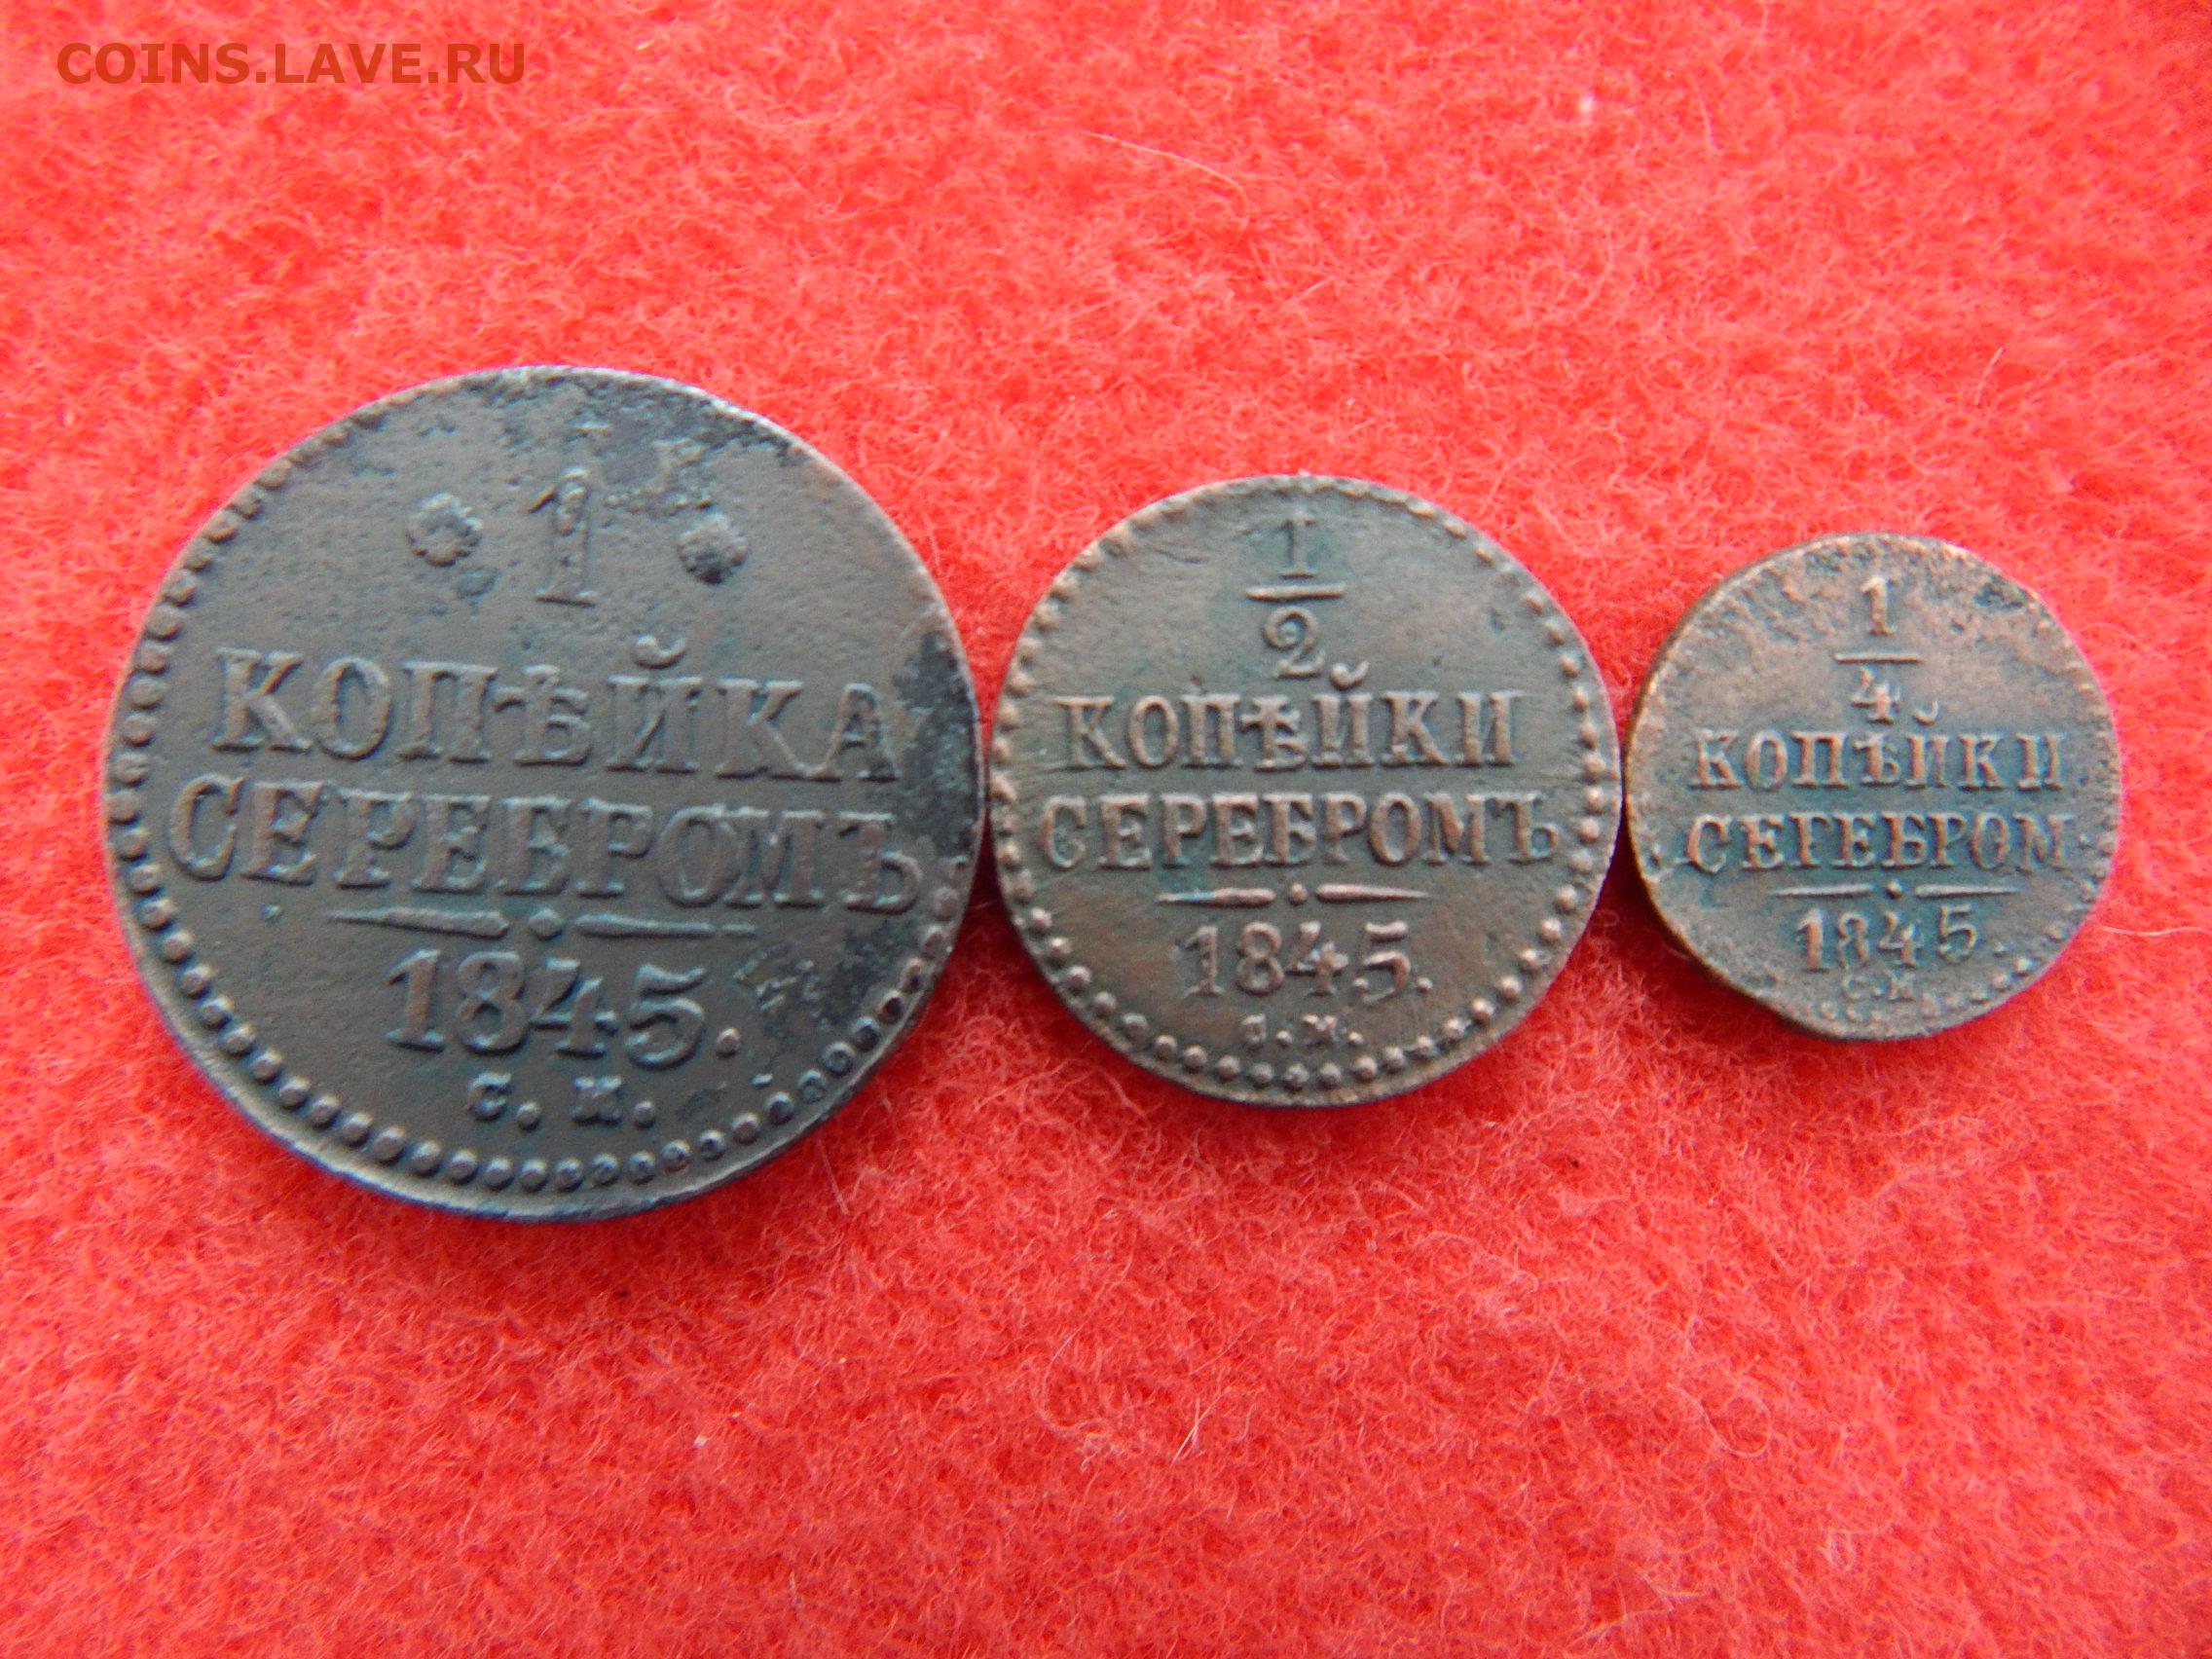 COINS.LAVE.RU
1
КОПѢЙКА
СЕРЕБРОМЪ
1845.
С. М.
1
2
КОПѢЙКИ
СЕРЕБРОМЪ
1845.
С. М.
1
4
КОПѢЙКИ
СЕРЕБРОМ
1845.
С. М